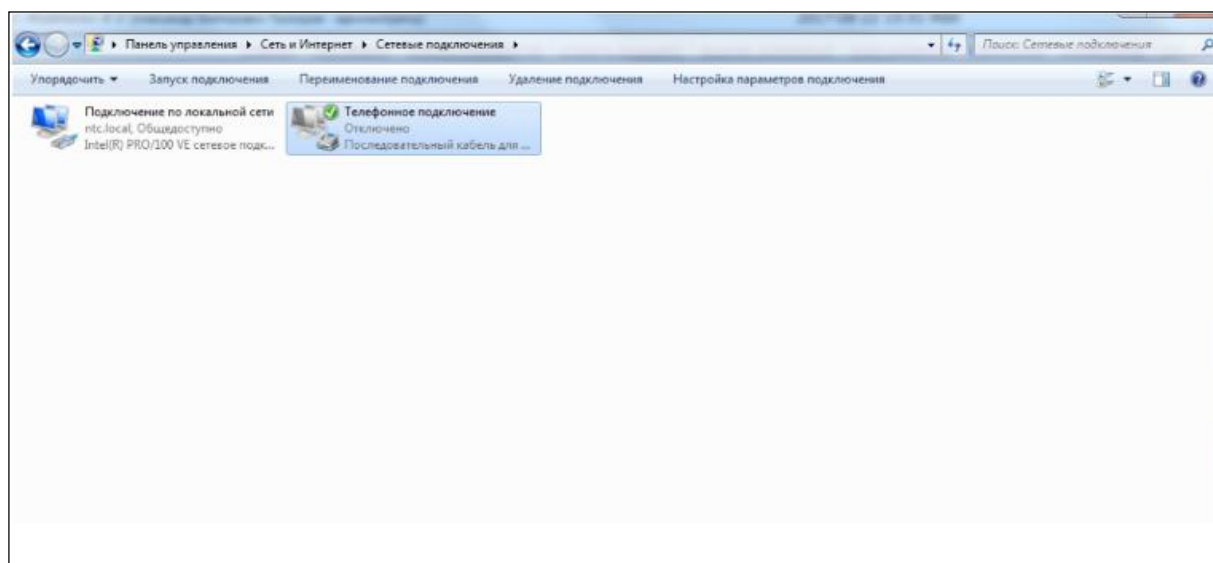 Панель управления ▸ Сеть и Интернет ▸ Сетевые подключения ▸
Поиск: Сетевые подключения
Упорядочить ▾ Запуск подключения Переименование подключения Удаление подключения Настройка параметров подключения
Подключение по локальной сети
ntc.local, Общедоступно
Intel(R) PRO/100 VE сетевое подк...
Телефонное подключение
Отключено
Последовательный кабель для ...